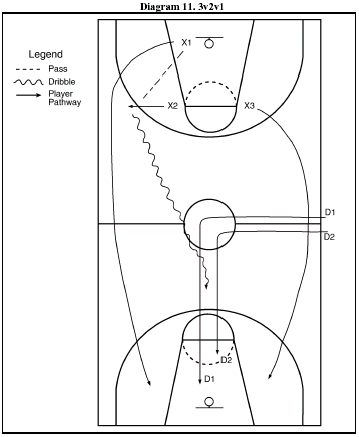 Diagram 11. 3v2v1
Legend
Pass
Dribble
Player
Pathway
X1
X2
X3
D1
D2
D2
D1